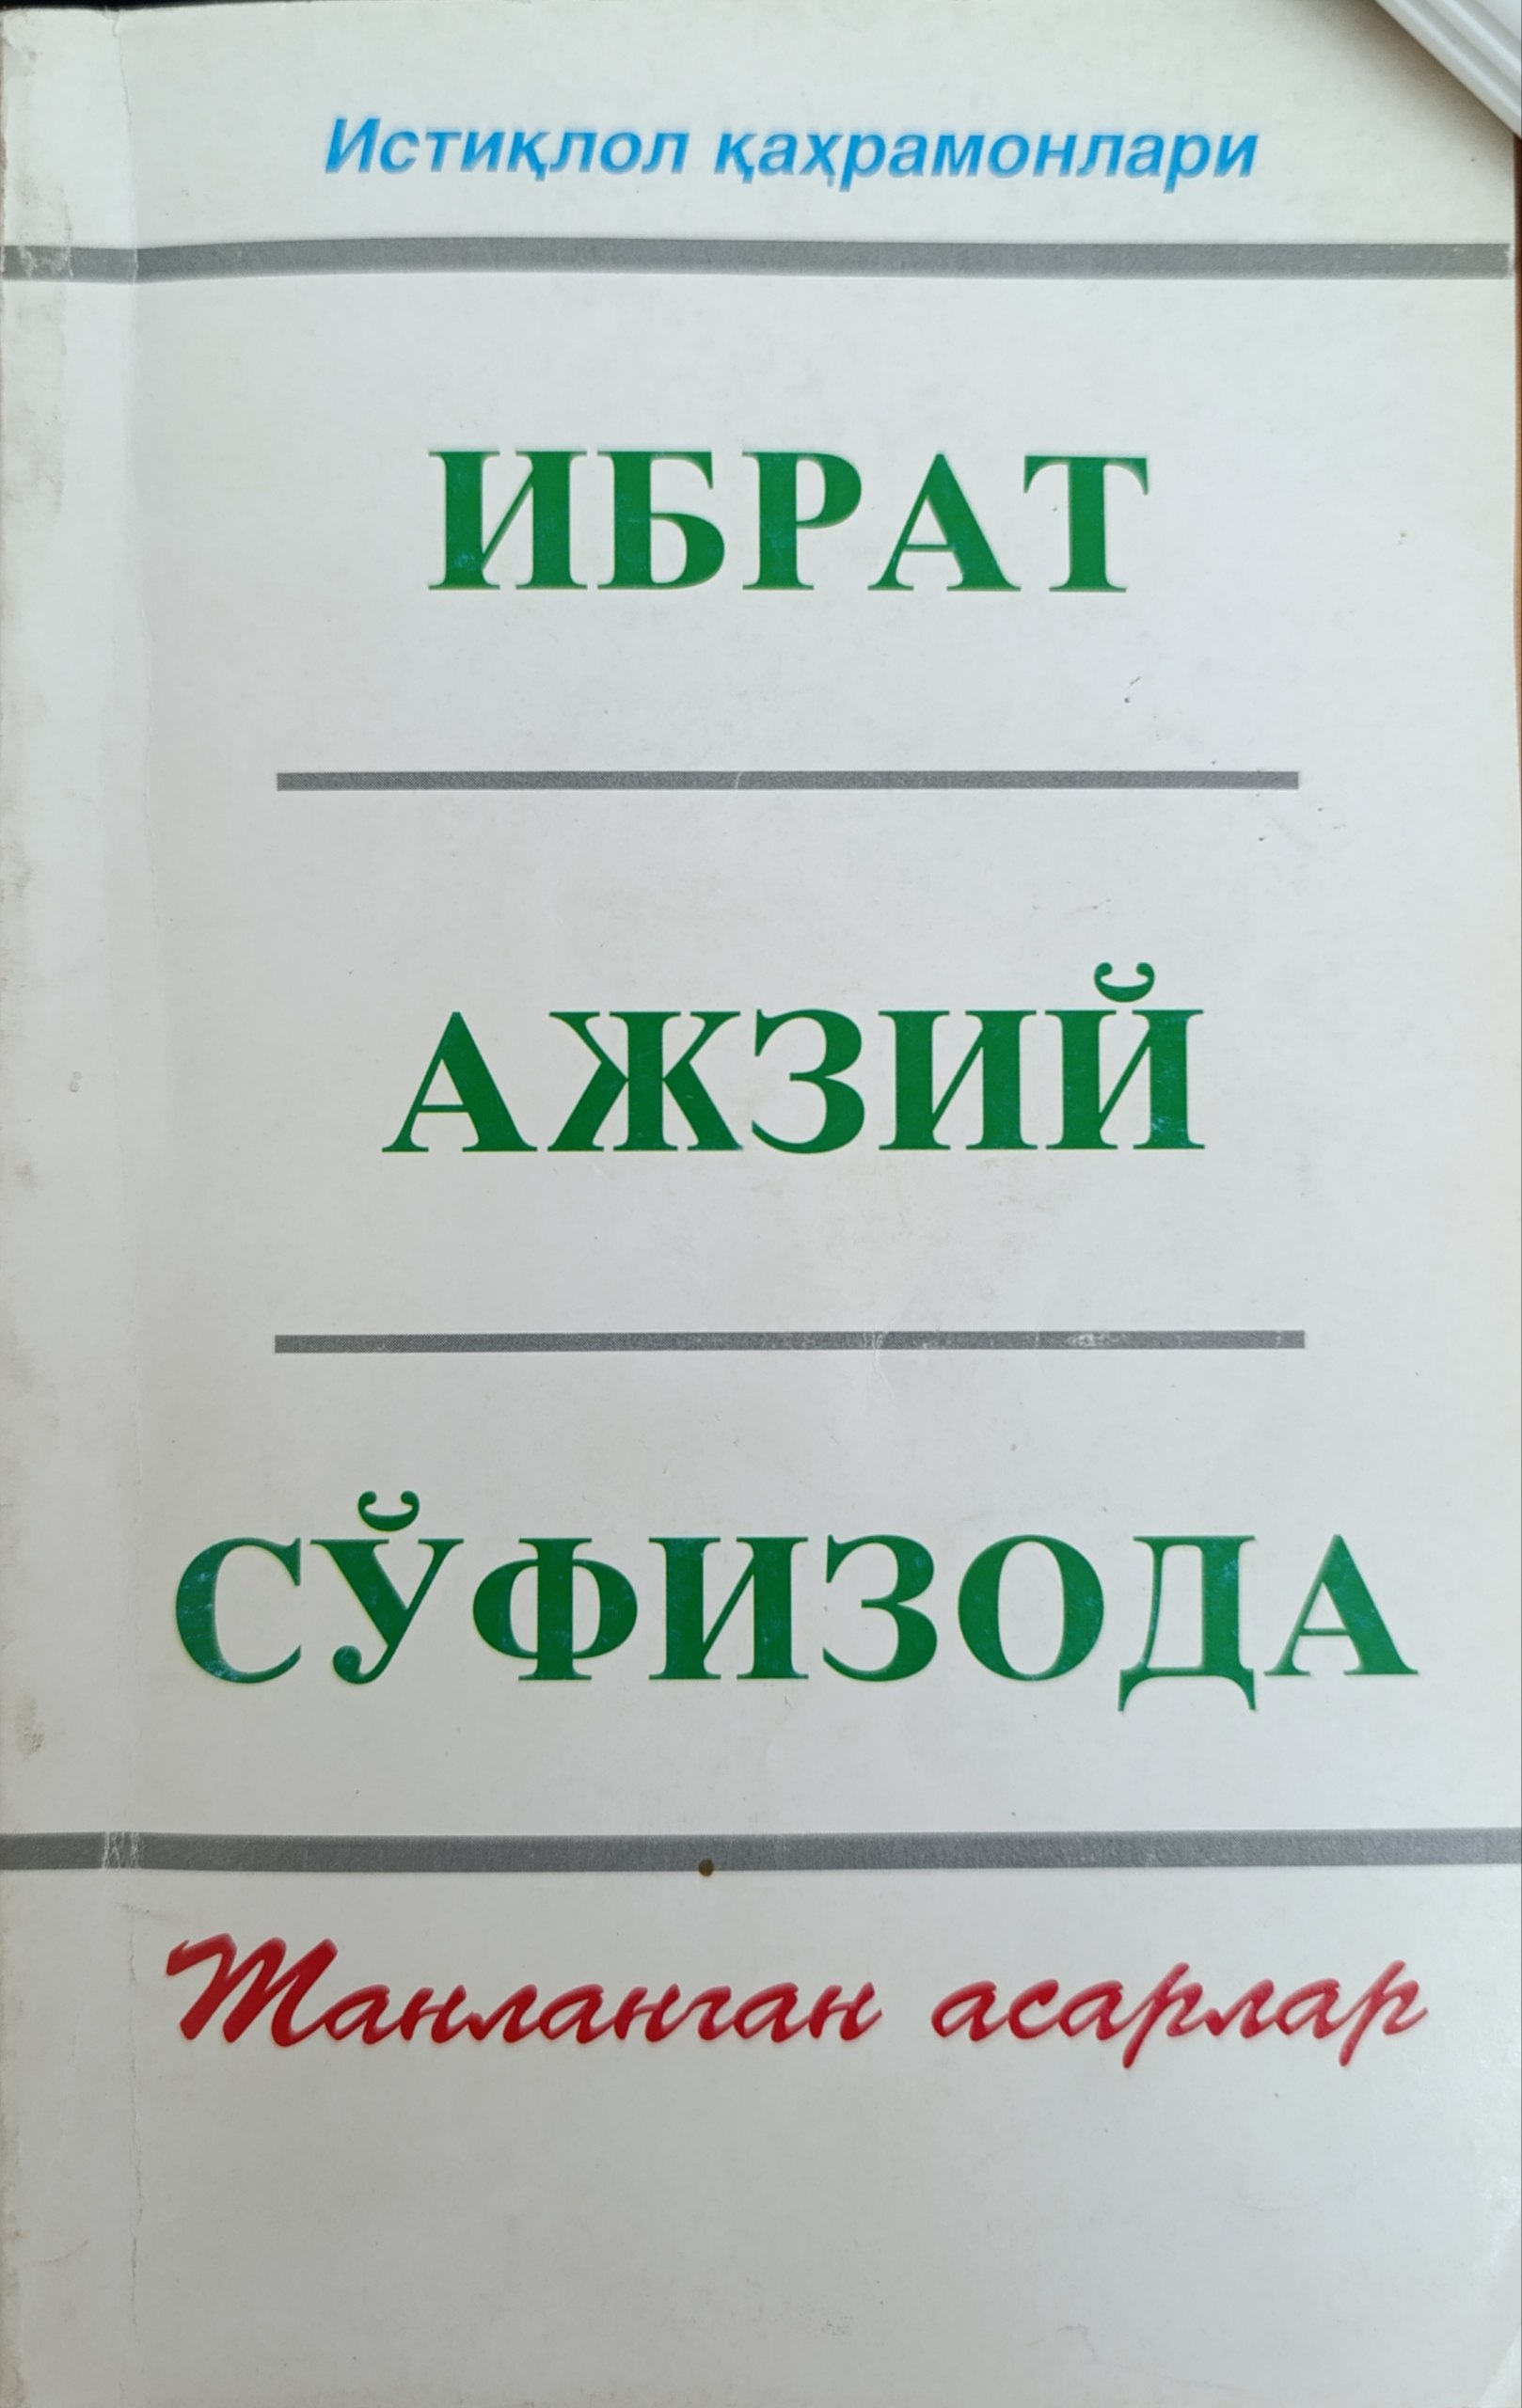 Истиқлол қаҳрамонлари
ИБРАТ
АЖЗИЙ
СЎФИЗОДА
Танланган асарлар